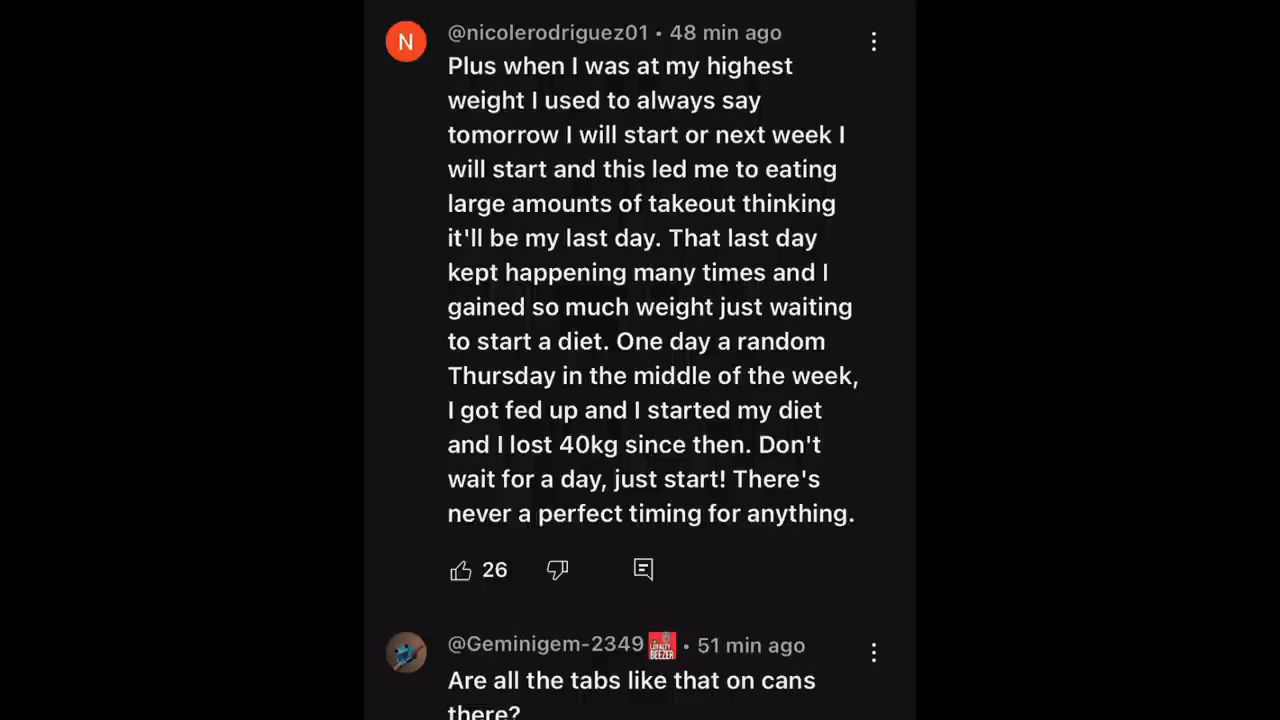 N
@nicolerodriguez01 • 48 min ago
Plus when I was at my highest
weight I used to always say
tomorrow I will start or next week I
will start and this led me to eating
large amounts of takeout thinking
it'll be my last day. That last day
kept happening many times and I
gained so much weight just waiting
to start a diet. One day a random
Thursday in the middle of the week,
I got fed up and I started my diet
and I lost 40kg since then. Don't
wait for a day, just start! There's
never a perfect timing for anything.
26
@Geminigem-2349 LOYALTY BEEZER • 51 min ago
Are all the tabs like that on cans
there?